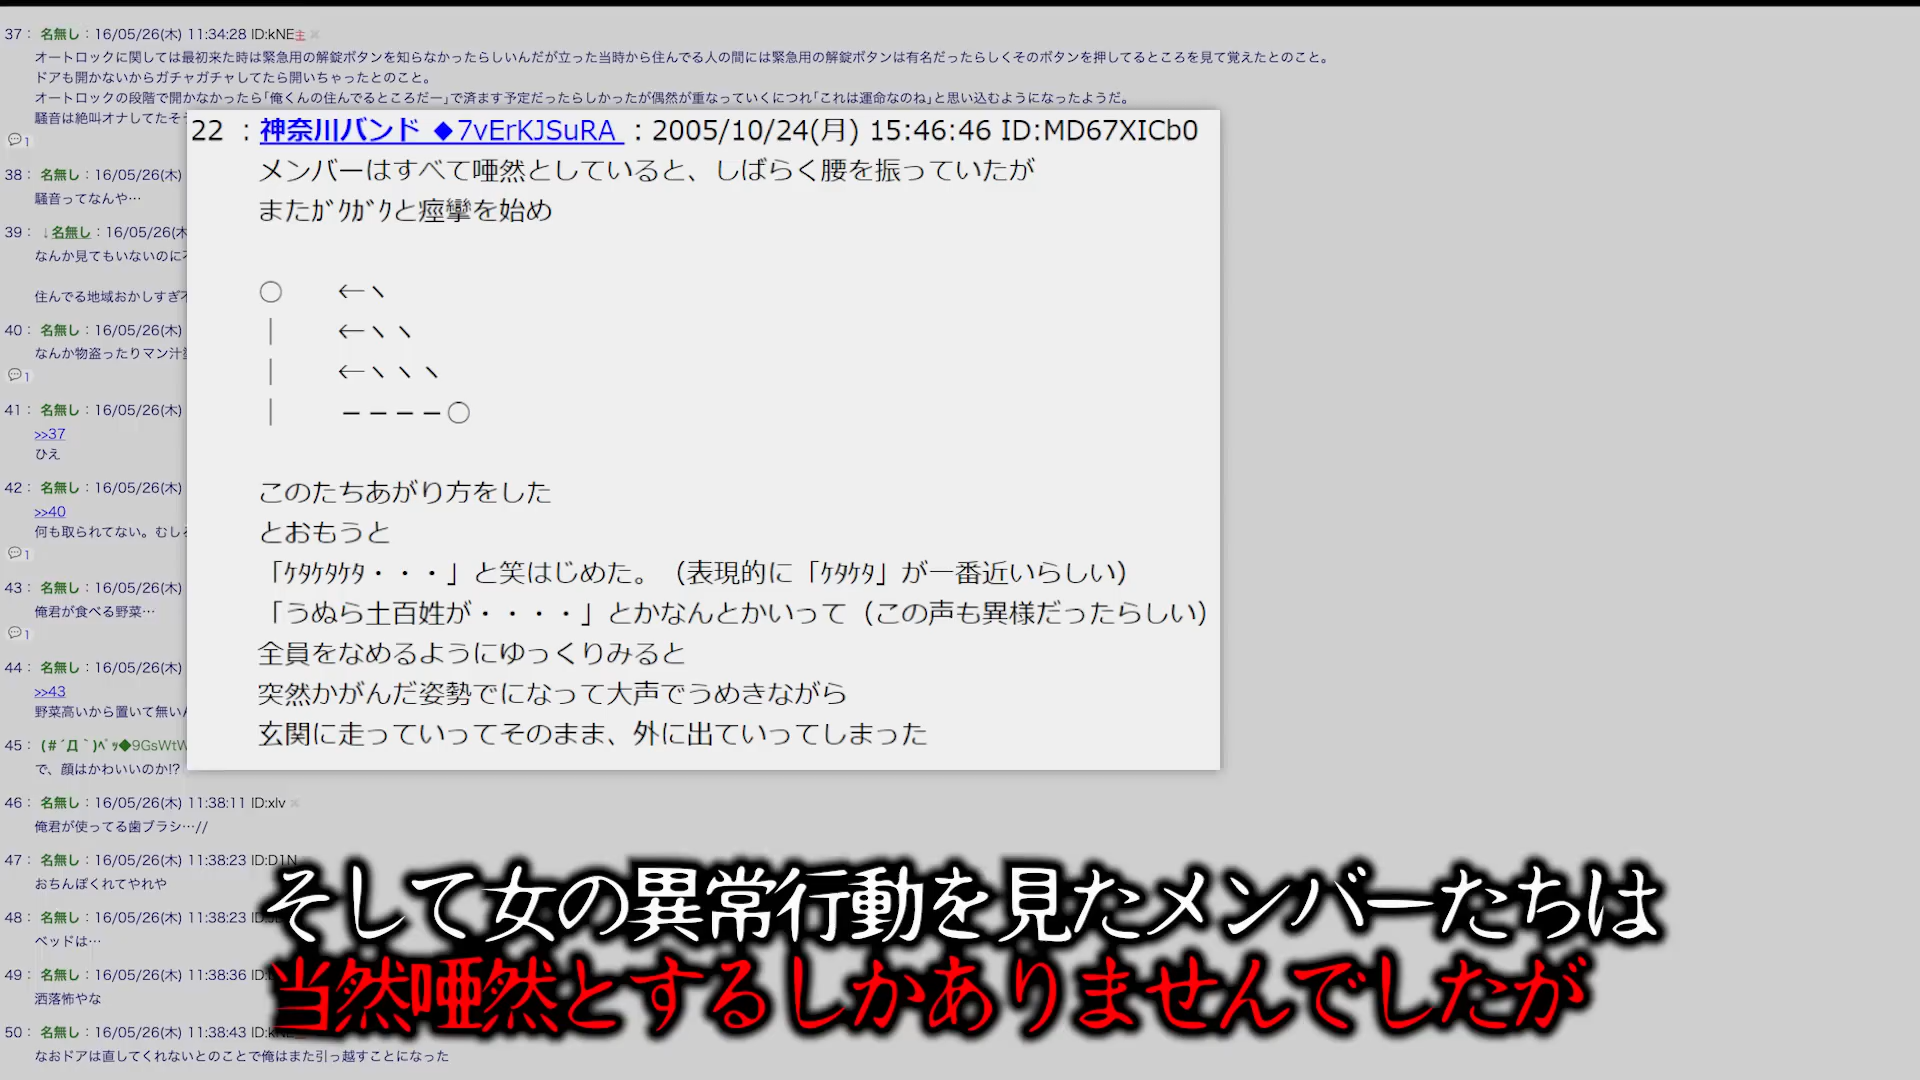 37： 名無し：16/05/26(木) 11:34:28 ID:kNE主
オートロックに関しては最初来た時は緊急用の解錠ボタンを知らなかったらしいんだが立った当時から住んでる人の間には緊急用の解錠ボタンは有名だったらしくそのボタンを押してるところを見て覚えたとのこと。
ドアも開かないからガチャガチャしてたら開いちゃったとのこと。
オートロックの段階で開かなかったら「俺くんの住んでるところだー」で済ます予定だったらしかったが偶然が重なっていくにつれ「これは運命なのね」と思い込むようになったようだ。
騒音は絶叫オナしてたそ
1
38： 名無し：16/05/26(木)
騒音ってなんや…
39： ↓名無し：16/05/26(木
なんか見てもいないのに
住んでる地域おかしすぎ
40： 名無し：16/05/26(木)
なんか物盗ったりマン汁
1
41： 名無し：16/05/26(木)
>>37
ひえ
42： 名無し：16/05/26(木)
>>40
何も取られてない。むしろ
1
43： 名無し：16/05/26(木)
俺君が食べる野菜…
1
44： 名無し：16/05/26(木)
>>43
野菜高いから置いて無い
45： (#´Д｀)ﾍﾟｯ◆9GsWtW
で、顔はかわいいのか!?
46： 名無し：16/05/26(木) 11:38:11 ID:xlv
俺君が使ってる歯ブラシ…//
47： 名無し：16/05/26(木) 11:38:23 ID:D1N
おちんぽくれてやれや
48： 名無し：16/05/26(木) 11:38:23
ベッドは…
49： 名無し：16/05/26(木) 11:38:36
洒落怖やな
50： 名無し：16/05/26(木) 11:38:43 ID:kNE
なおドアは直してくれないとのことで俺はまた引っ越すことになった
22 ：神奈川バンド ◆7vErKJSuRA ：2005/10/24(月) 15:46:46 ID:MD67XICb0
メンバーはすべて唖然としていると、しばらく腰を振っていたが
またｶﾞｸｶﾞｸと痙攣を始め
○　　←ヽ
｜　　←ヽヽ
｜　　←ヽヽヽ
｜　　－－－－○
このたちあがり方をした
とおもうと
「ｹﾀｹﾀｹﾀ・・・」と笑はじめた。（表現的に「ｹﾀｹﾀ」が一番近いらしい）
「うぬら土百姓が・・・・」とかなんとかいって（この声も異様だったらしい）
全員をなめるようにゆっくりみると
突然かがんだ姿勢でになって大声でうめきながら
玄関に走っていってそのまま、外に出ていってしまった
そして女の異常行動を見たメンバーたちは
当然唖然とするしかありませんでしたが